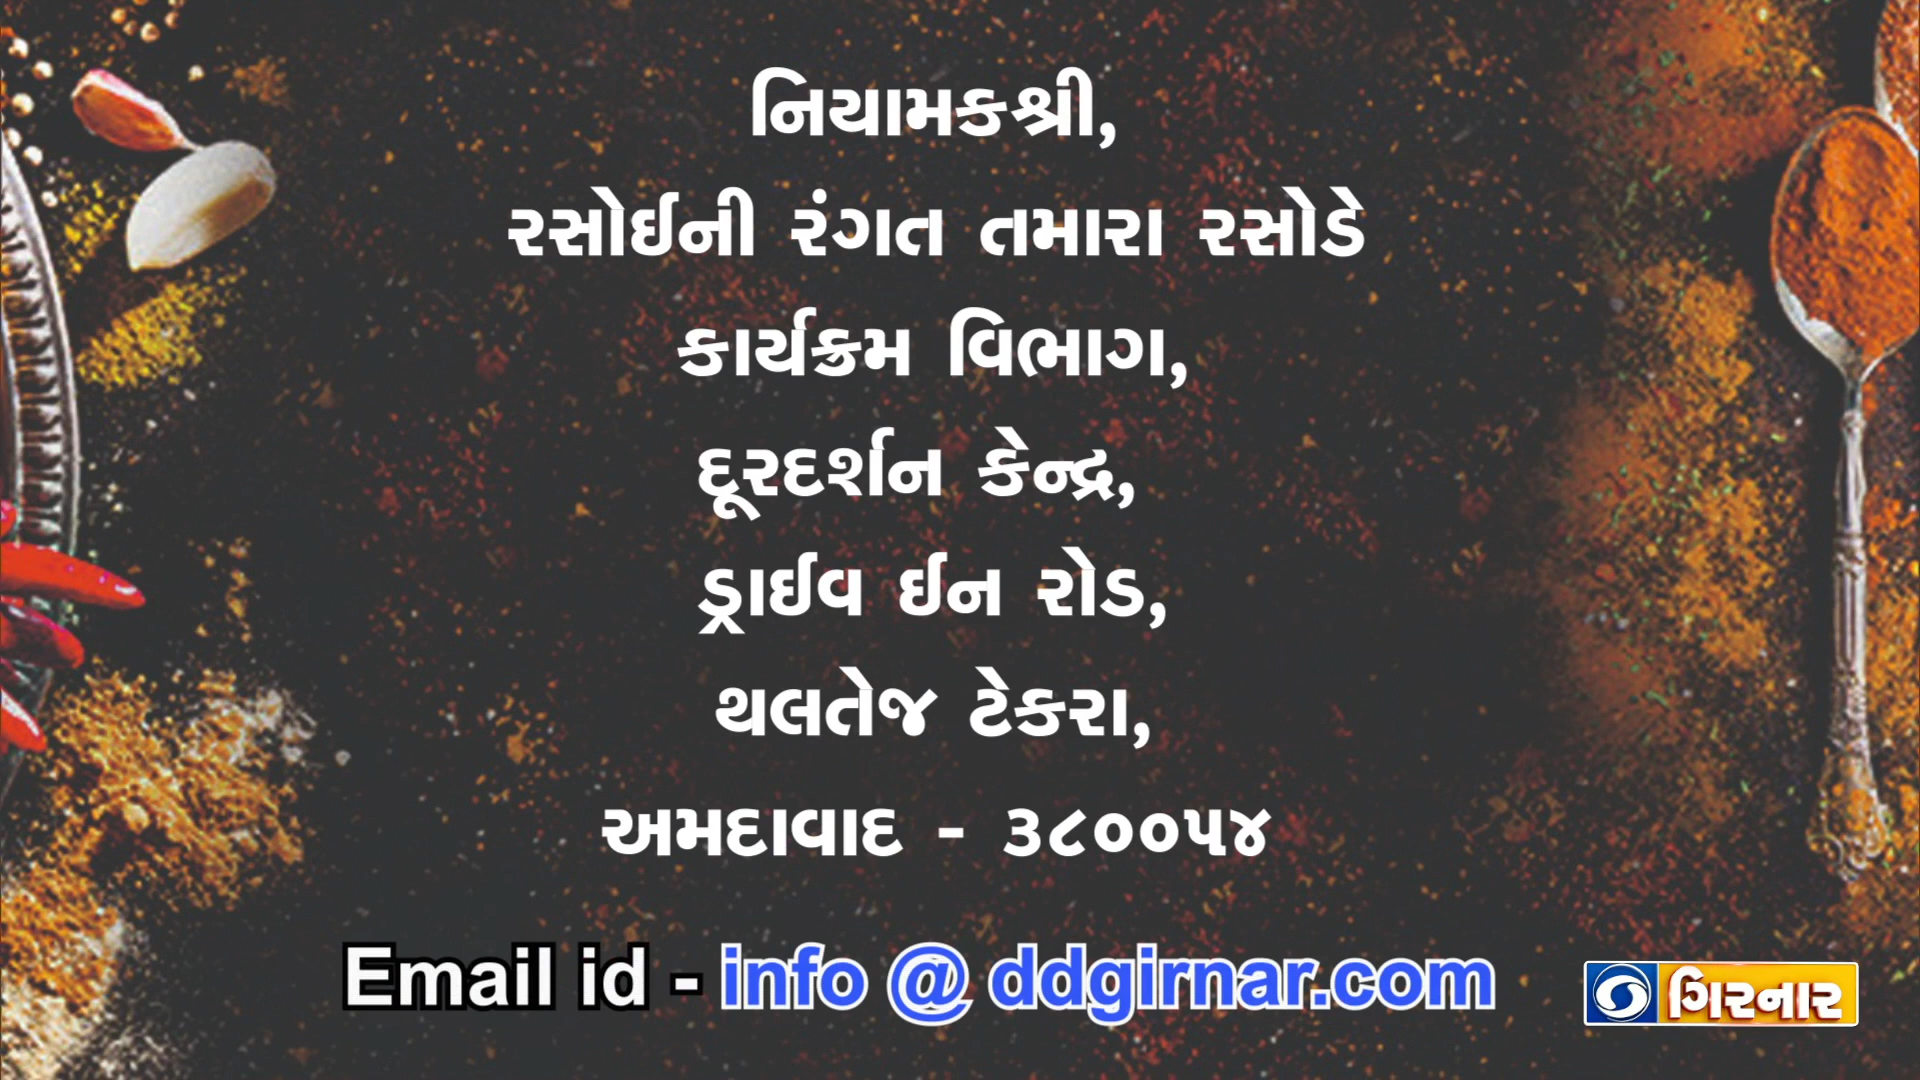 નિયામકશ્રી,
રસોઈની રંગત તમારા રસોડે
કાર્યક્રમ વિભાગ,
દૂરદર્શન કેન્દ્ર,
ડ્રાઈવ ઈન રોડ,
થલતેજ ટેકરા,
અમદાવાદ - ૩૮૦૦૫૪
Email id - info @ ddgirnar.com
ગિરનાર